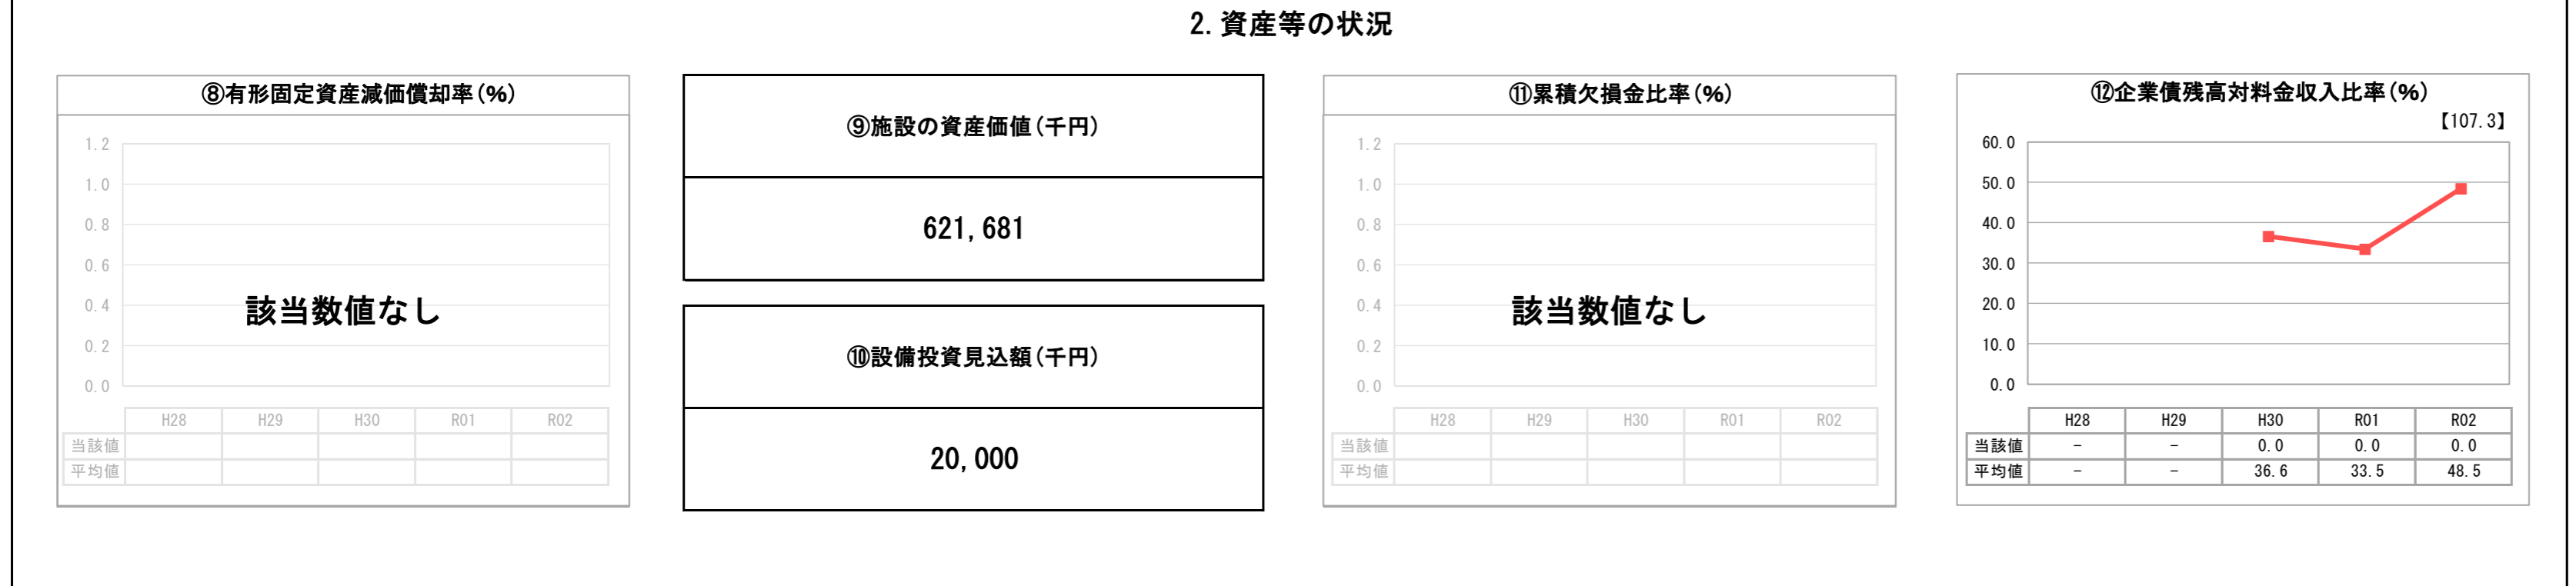 2.資産等の状況
⑧有形固定資産減価償却率(%)
1.2
1.0
0.8
0.6
0.4
0.2
0.0
該当数値なし
H28 H29 H30 R01 R02
当該値
平均値
⑨施設の資産価値(千円)
621,681
⑩設備投資見込額(千円)
20,000
⑪累積欠損金比率(%)
1.2
1.0
0.8
0.6
0.4
0.2
0.0
該当数値なし
H28 H29 H30 R01 R02
当該値
平均値
⑫企業債残高対料金収入比率(%)
【107.3】
60.0
50.0
40.0
30.0
20.0
10.0
0.0
H28 H29 H30 R01 R02
当該値 - - 0.0 0.0 0.0
平均値 - - 36.6 33.5 48.5